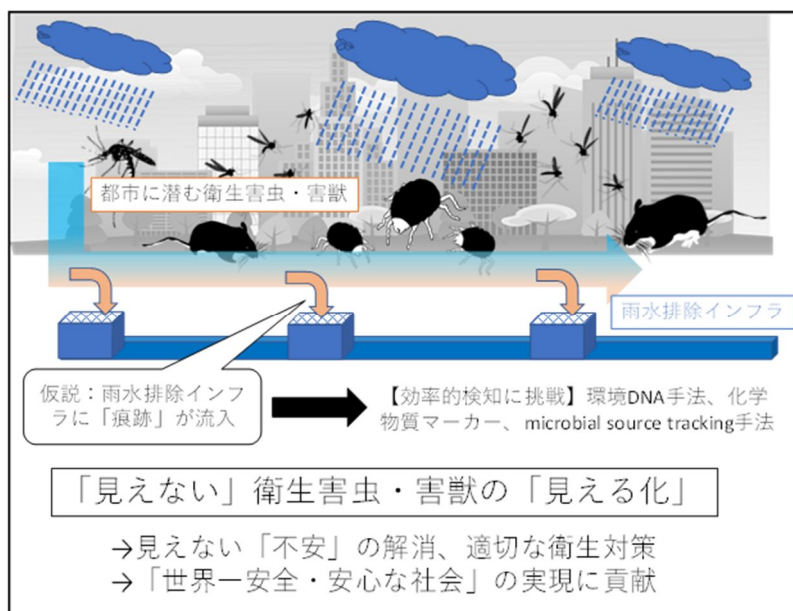 都市に潜む衛生害虫・害獣
雨水排除インフラ
仮説：雨水排除インフ
ラに「痕跡」が流入
【効率的検知に挑戦】環境DNA手法、化学
物質マーカー、microbial source tracking手法
「見えない」衛生害虫・害獣の「見える化」
→見えない「不安」の解消、適切な衛生対策
→「世界一安全・安心な社会」の実現に貢献